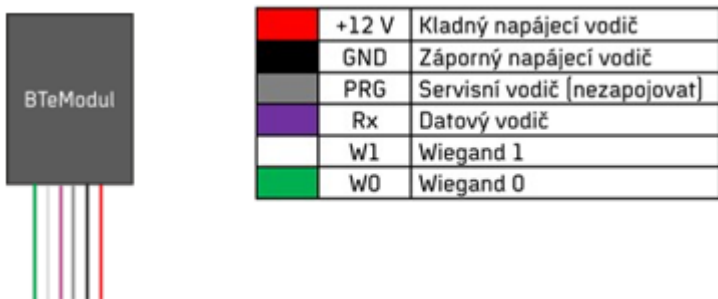 BTeModul
+12 V Kladný napájecí vodič
GND Záporný napájecí vodič
PRG Servisní vodič (nezapojovat)
Rx Datový vodič
W1 Wiegand 1
W0 Wiegand 0